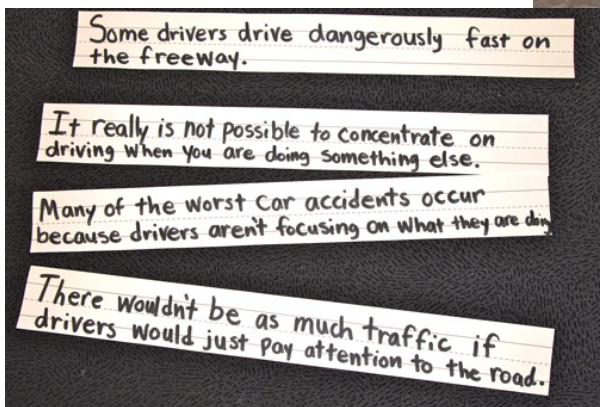 Some drivers drive dangerously fast on
the freeway.
It really is not possible to concentrate on
driving when you are doing something else.
Many of the worst car accidents occur
because drivers aren't focusing on what they are doing
There wouldn't be as much traffic if
drivers would just pay attention to the road.